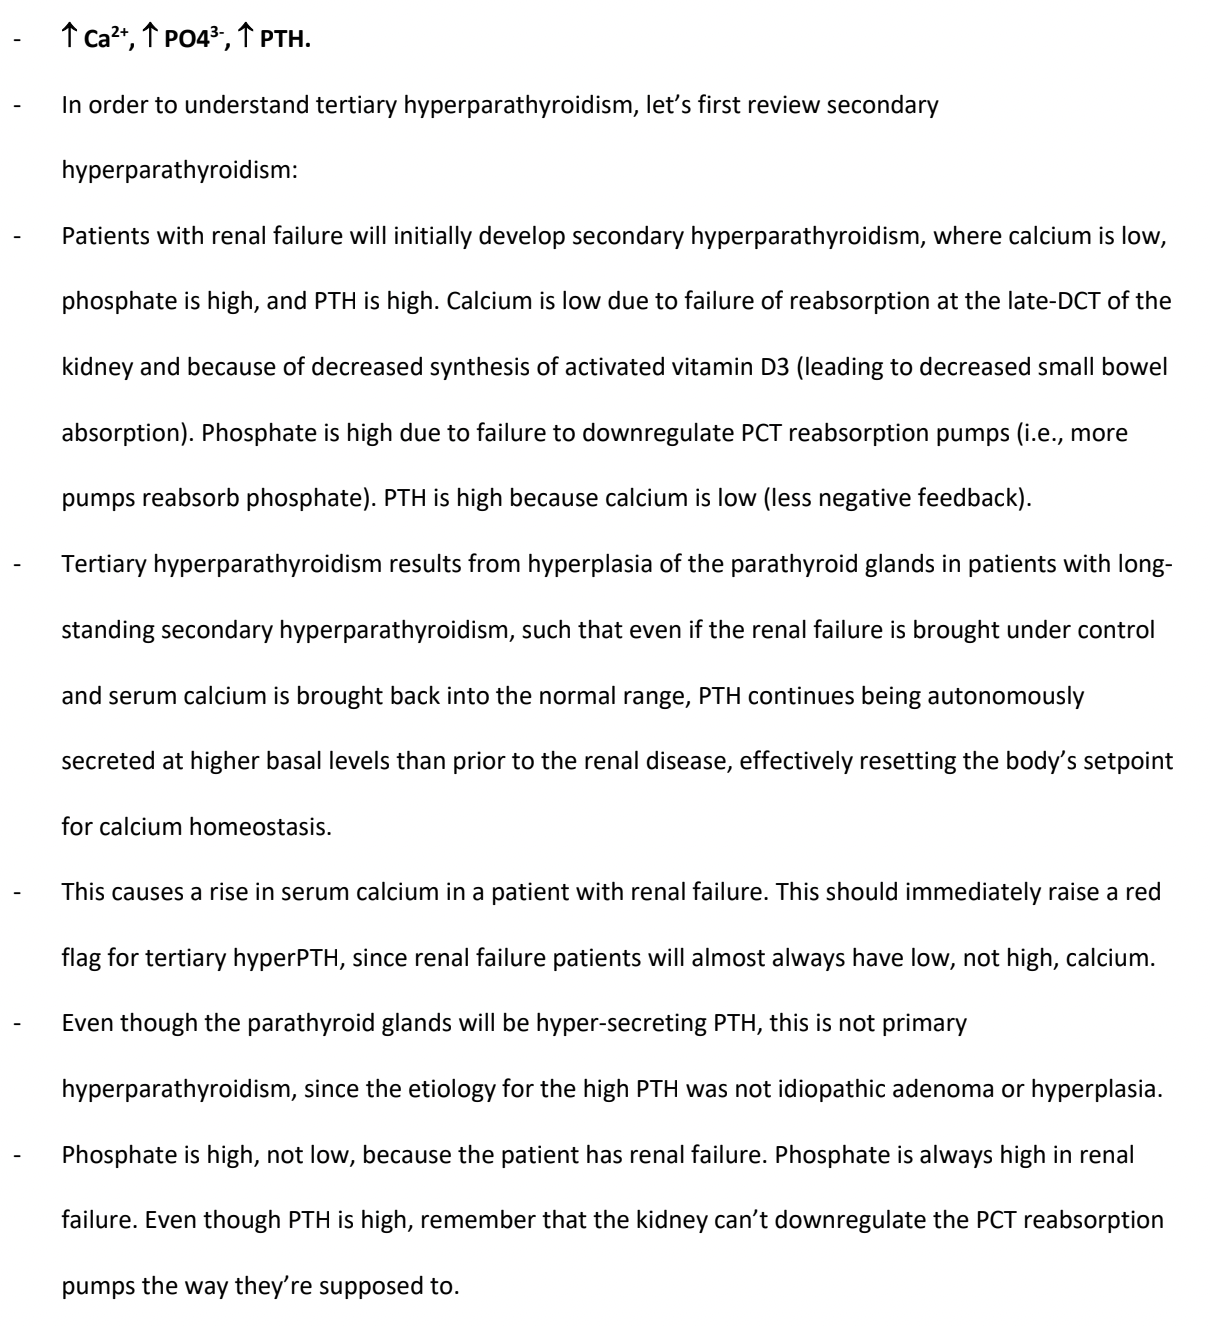 - ↑ Ca²⁺, ↑ PO4³⁻, ↑ PTH.
- In order to understand tertiary hyperparathyroidism, let’s first review secondary
hyperparathyroidism:
- Patients with renal failure will initially develop secondary hyperparathyroidism, where calcium is low,
phosphate is high, and PTH is high. Calcium is low due to failure of reabsorption at the late-DCT of the
kidney and because of decreased synthesis of activated vitamin D3 (leading to decreased small bowel
absorption). Phosphate is high due to failure to downregulate PCT reabsorption pumps (i.e., more
pumps reabsorb phosphate). PTH is high because calcium is low (less negative feedback).
- Tertiary hyperparathyroidism results from hyperplasia of the parathyroid glands in patients with long-
standing secondary hyperparathyroidism, such that even if the renal failure is brought under control
and serum calcium is brought back into the normal range, PTH continues being autonomously
secreted at higher basal levels than prior to the renal disease, effectively resetting the body’s setpoint
for calcium homeostasis.
- This causes a rise in serum calcium in a patient with renal failure. This should immediately raise a red
flag for tertiary hyperPTH, since renal failure patients will almost always have low, not high, calcium.
- Even though the parathyroid glands will be hyper-secreting PTH, this is not primary
hyperparathyroidism, since the etiology for the high PTH was not idiopathic adenoma or hyperplasia.
- Phosphate is high, not low, because the patient has renal failure. Phosphate is always high in renal
failure. Even though PTH is high, remember that the kidney can’t downregulate the PCT reabsorption
pumps the way they’re supposed to.